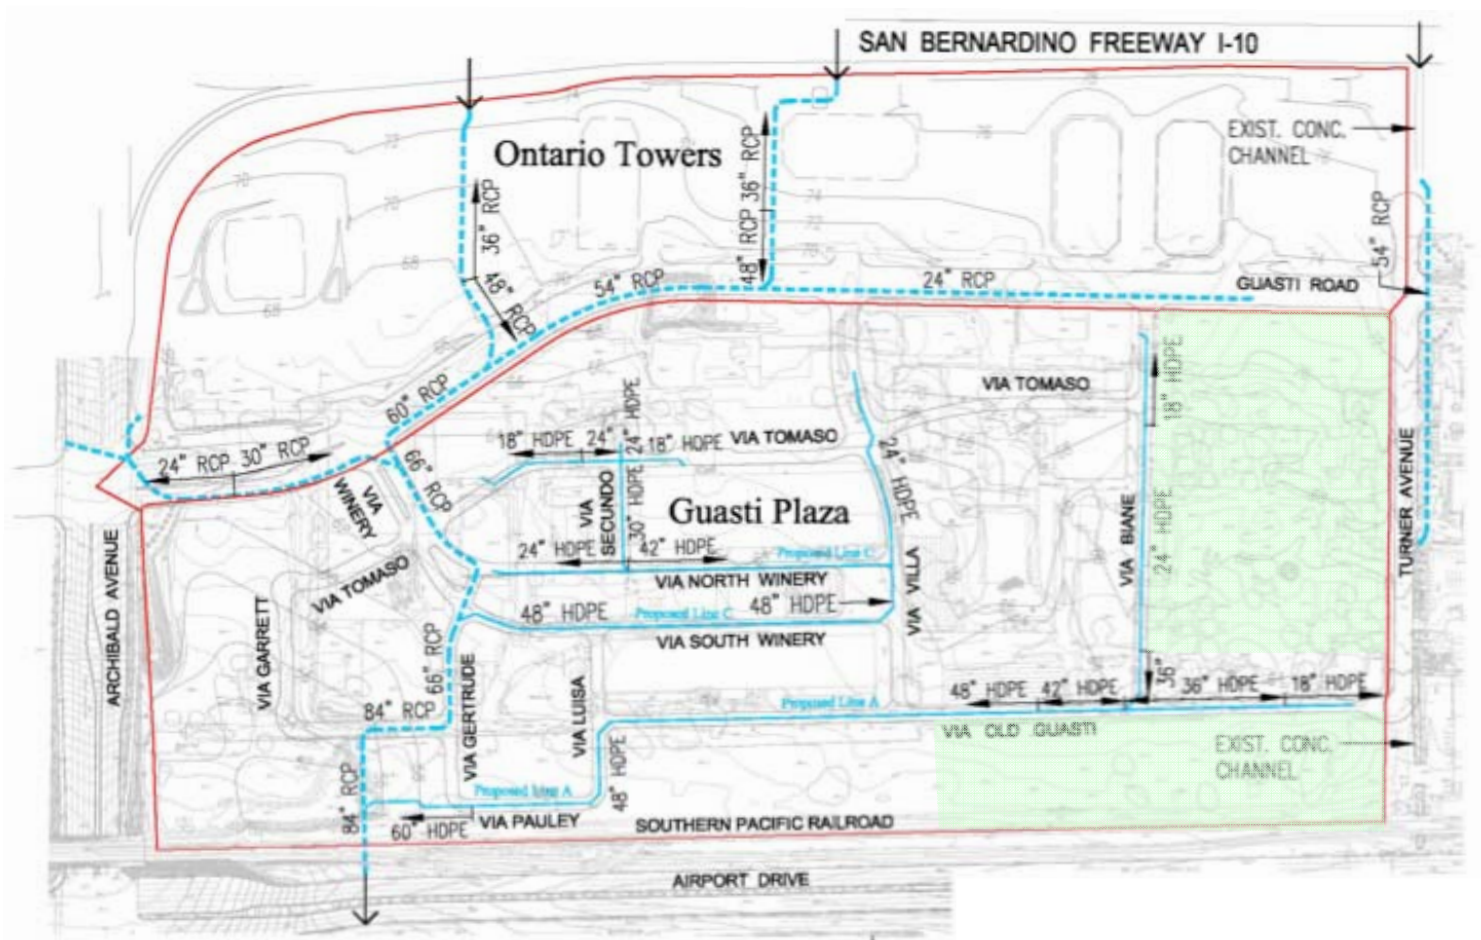 SAN BERNARDINO FREEWAY I-10
EXIST. CONC.
CHANNEL
Ontario Towers
36" RCP
48" RCP
36" RCP
48" RCP
54" RCP
54" RCP
24" RCP
GUASTI ROAD
60" RCP
18" HDPE
VIA TOMASO
24" RCP
30" RCP
18" HDPE
24"
24" HDPE
18" HDPE
VIA TOMASO
24" HDPE
66" RCP
VIA
WINERY
VIA
SECUNDO
30" HDPE
Guasti Plaza
TURNER AVENUE
ARCHIBALD AVENUE
24" HDPE
42" HDPE
Proposed Line C
VIA BIANE
24" HDPE
VIA TOMASO
VIA NORTH WINERY
VIA VILLA
48" HDPE
Proposed Line C
48" HDPE
VIA SOUTH WINERY
VIA GARRETT
66" RCP
VIA GERTRUDE
VIA LUISA
36"
48" HDPE
42" HDPE
36" HDPE
18" HDPE
84" RCP
Proposed Line A
VIA OLD GUASTI
EXIST. CONC.
CHANNEL
84" RCP
48" HDPE
Proposed Line A
60" HDPE
VIA PAULEY
SOUTHERN PACIFIC RAILROAD
AIRPORT DRIVE